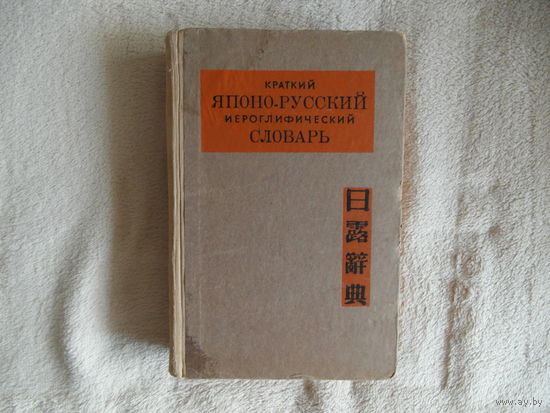 КРАТКИЙ
ЯПОНО-РУССКИЙ
ИЕРОГЛИФИЧЕСКИЙ
СЛОВАРЬ
日
露
辭
典
www.ay.by